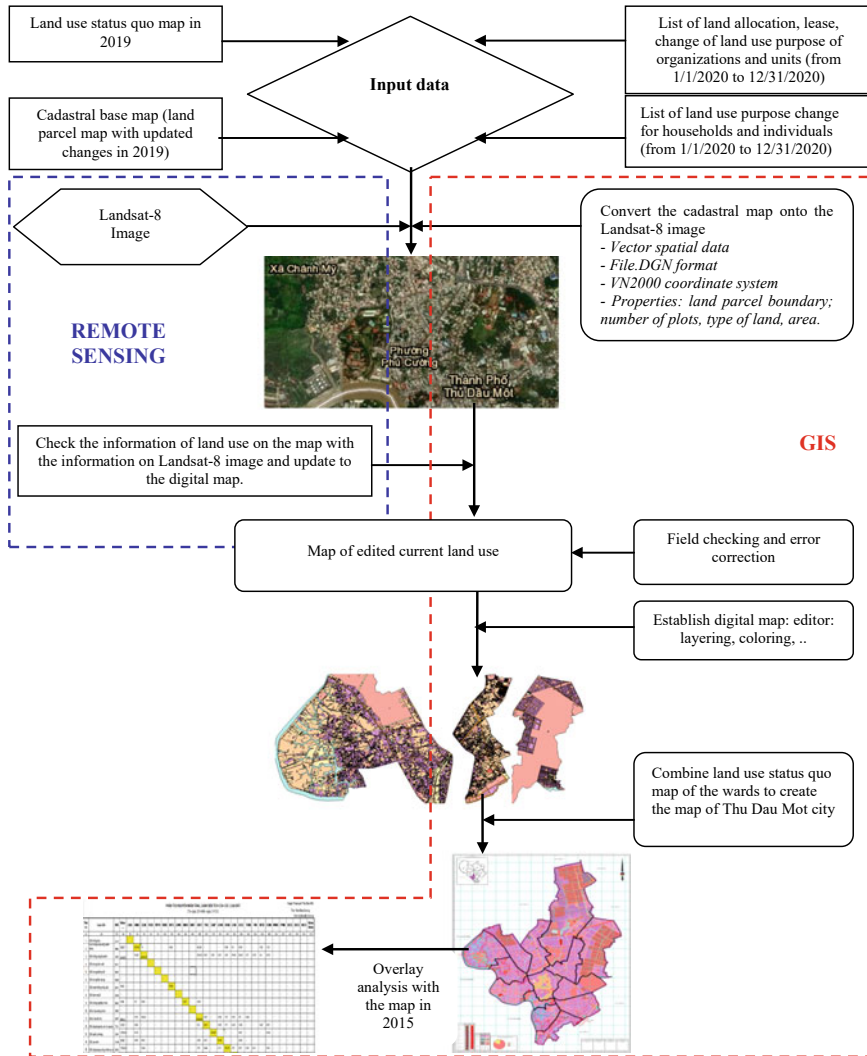 Land use status quo map in
2019
Input data
List of land allocation, lease,
change of land use purpose of
organizations and units (from
1/1/2020 to 12/31/2020)
Cadastral base map (land
parcel map with updated
changes in 2019)
List of land use purpose change
for households and individuals
(from 1/1/2020 to 12/31/2020)
Landsat-8
Image
Convert the cadastral map onto the
Landsat-8 image
- Vector spatial data
- File.DGN format
- VN2000 coordinate system
- Properties: land parcel boundary;
number of plots, type of land, area.
Xã Chánh Mỹ
Phường
Phú Cường
Thành Phố
Thủ Dầu Một
REMOTE
SENSING
GIS
Check the information of land use on the map with
the information on Landsat-8 image and update to
the digital map.
Map of edited current land use
Field checking and error
correction
Establish digital map: editor:
layering, coloring, ..
Combine land use status quo
map of the wards to create
the map of Thu Dau Mot city
Overlay
analysis with
the map in
2015